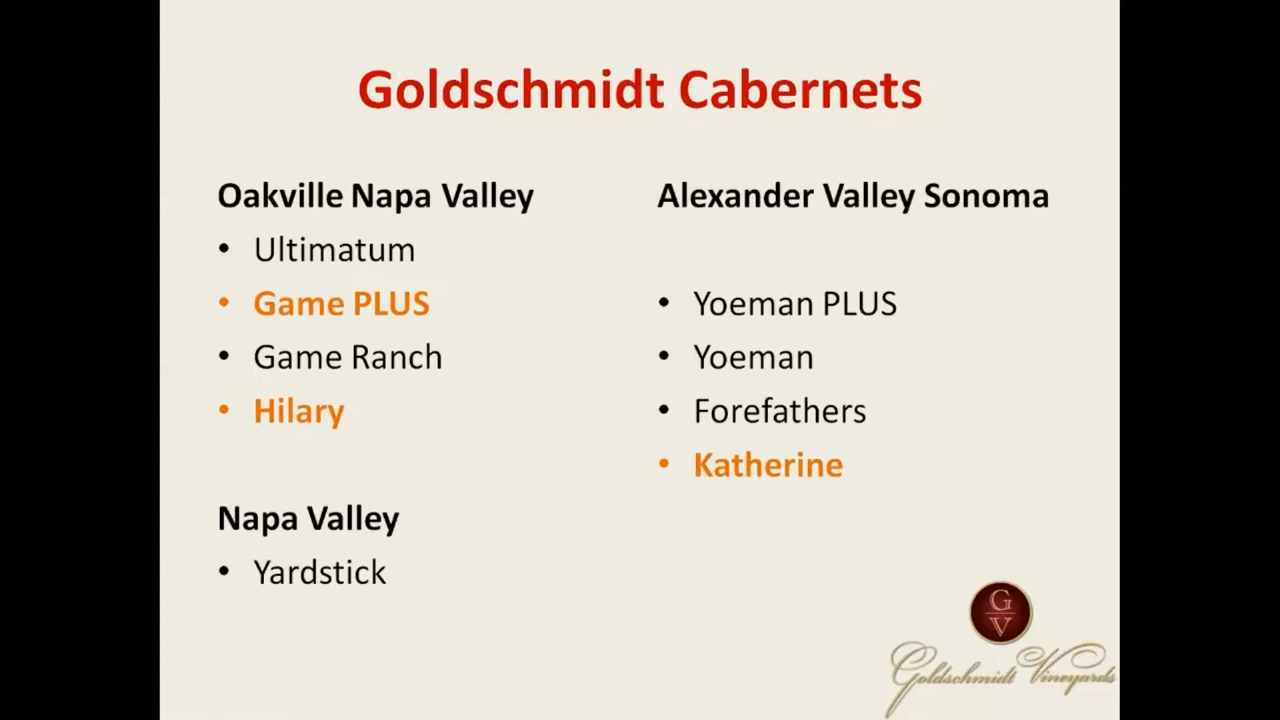 Goldschmidt Cabernets
Oakville Napa Valley
• Ultimatum
• Game PLUS
• Game Ranch
• Hilary
Napa Valley
• Yardstick
Alexander Valley Sonoma
• Yoeman PLUS
• Yoeman
• Forefathers
• Katherine
G
V
Goldschmidt Vineyards